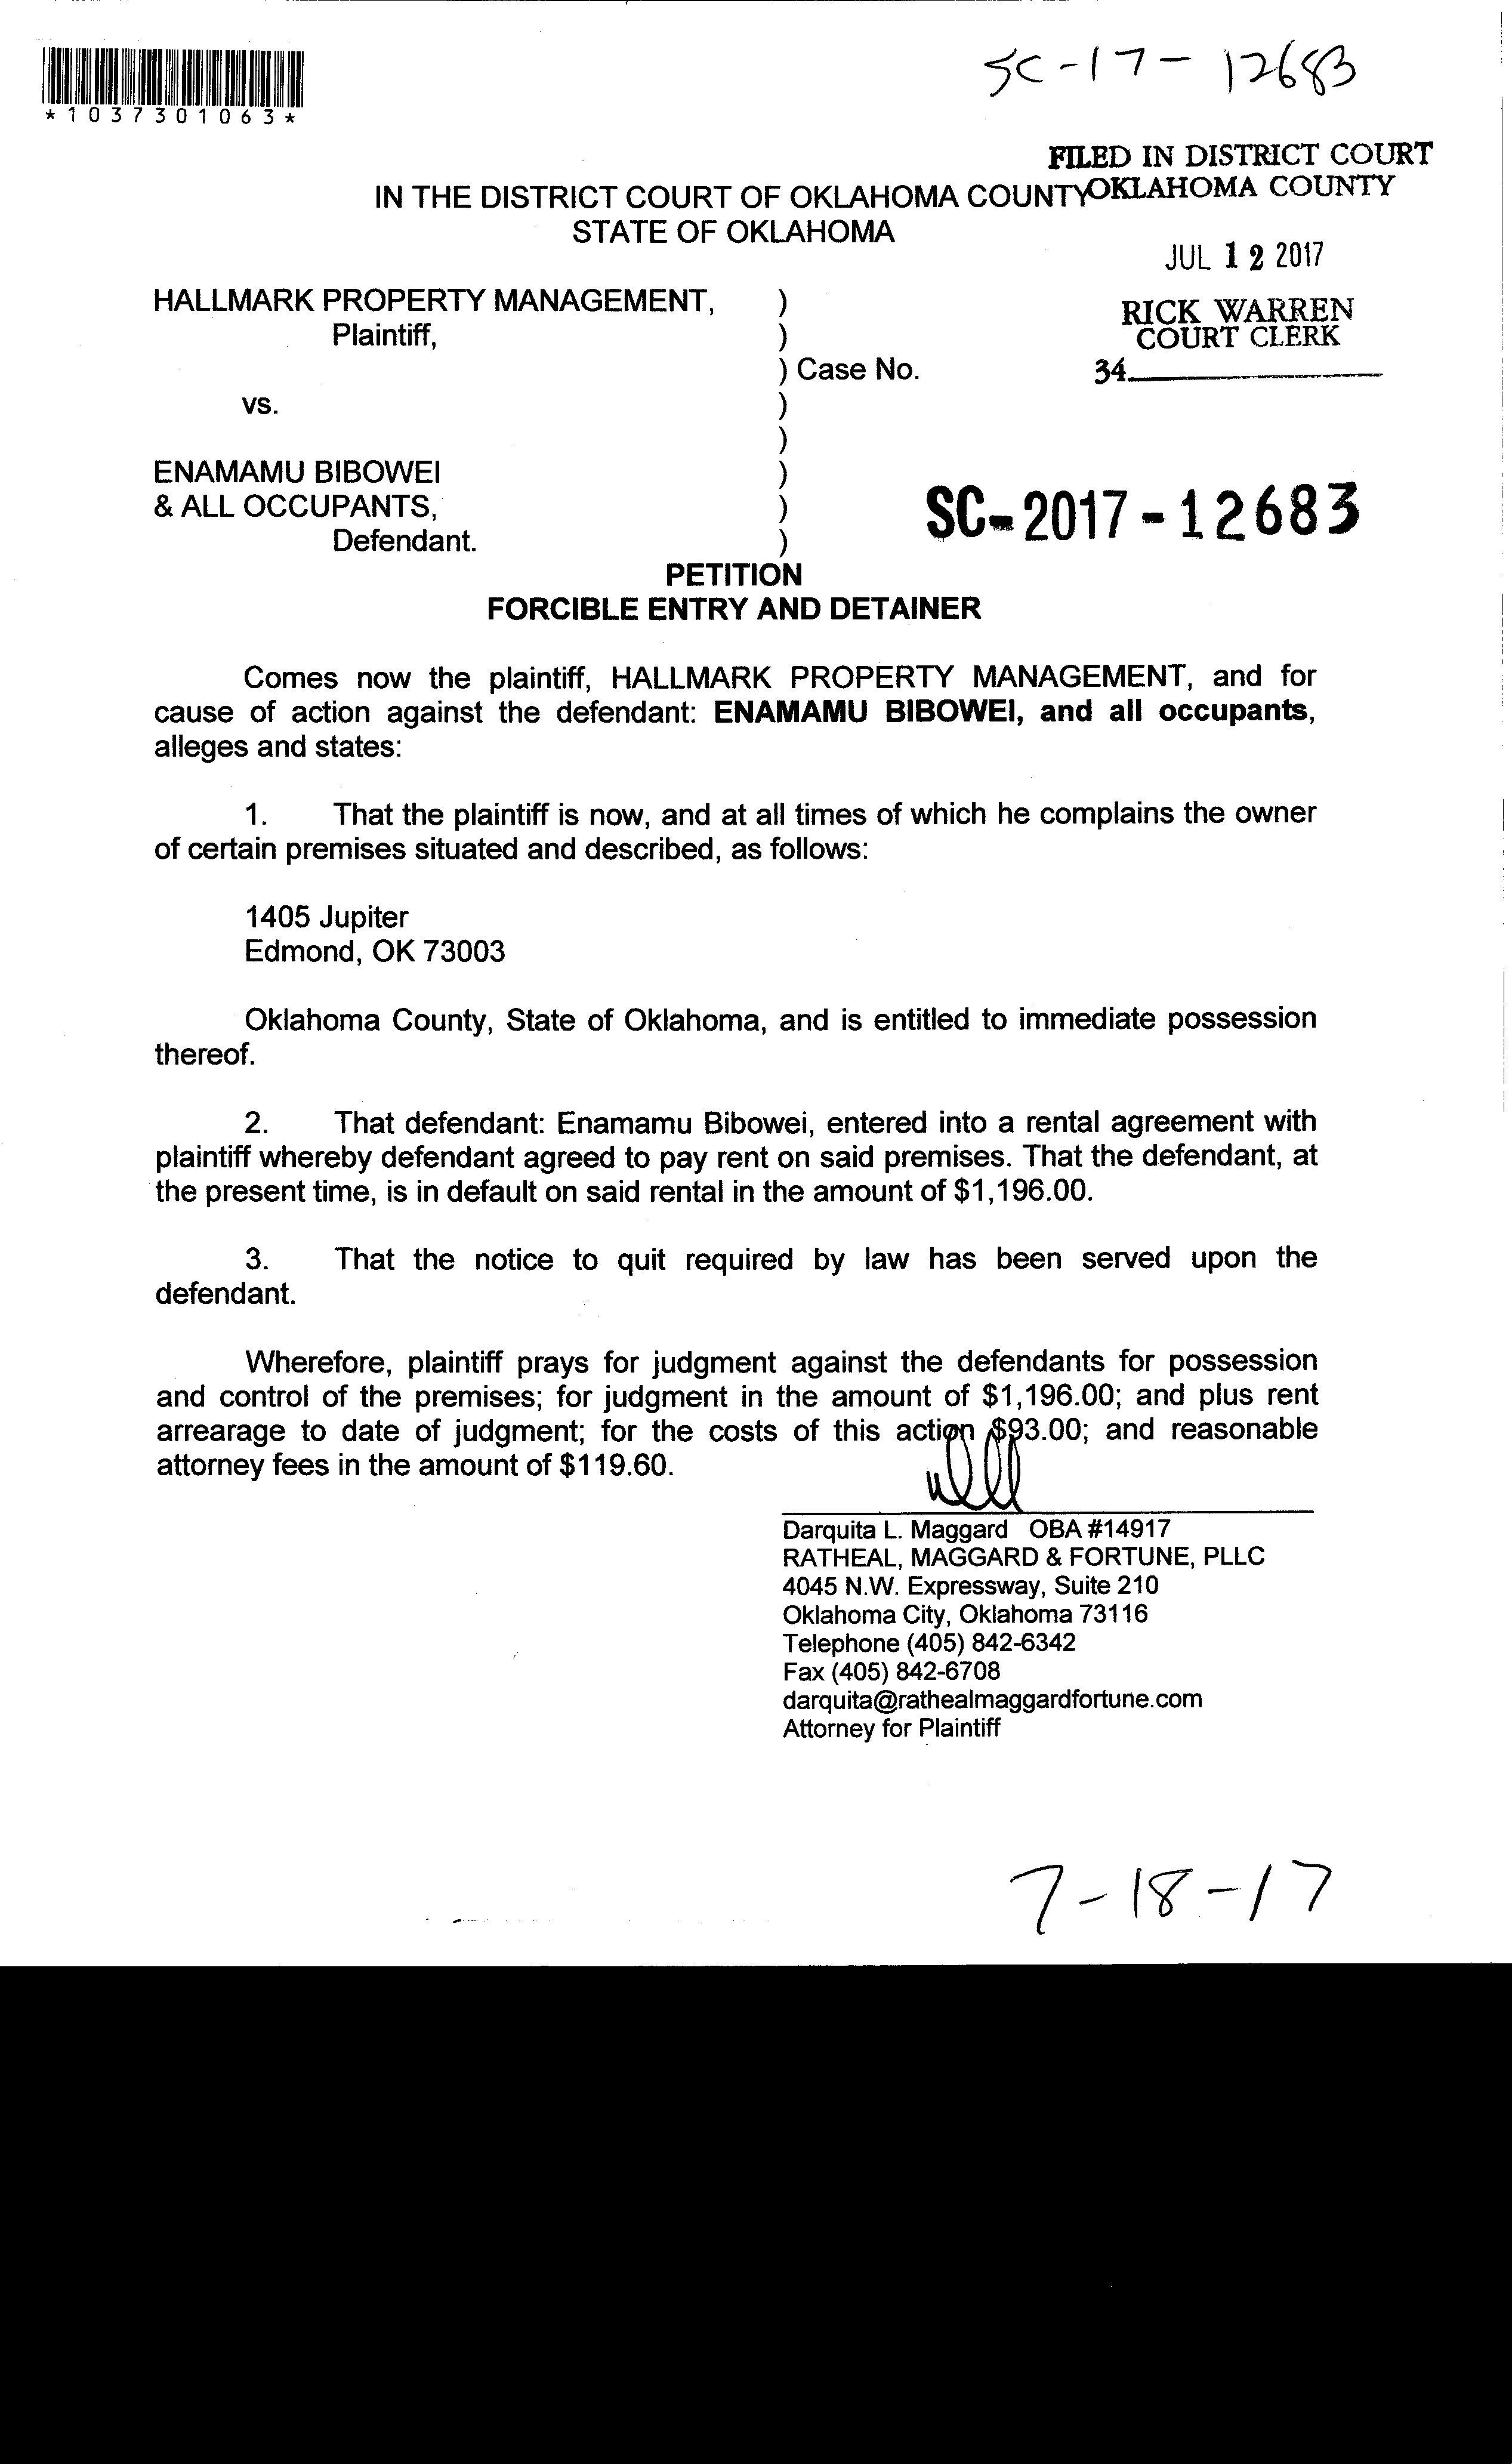 SC-17-12683
*1037301063*
FILED IN DISTRICT COURT
OKLAHOMA COUNTY
IN THE DISTRICT COURT OF OKLAHOMA COUNTY
STATE OF OKLAHOMA
JUL 12 2017
HALLMARK PROPERTY MANAGEMENT, )
Plaintiff, )
RICK WARREN
COURT CLERK
) Case No.
34
vs. )
)
ENAMAMU BIBOWEI )
& ALL OCCUPANTS, )
Defendant. )
SC-2017-12683
PETITION
FORCIBLE ENTRY AND DETAINER
Comes now the plaintiff, HALLMARK PROPERTY MANAGEMENT, and for
cause of action against the defendant: ENAMAMU BIBOWEI, and all occupants,
alleges and states:
1. That the plaintiff is now, and at all times of which he complains the owner
of certain premises situated and described, as follows:
1405 Jupiter
Edmond, OK 73003
Oklahoma County, State of Oklahoma, and is entitled to immediate possession
thereof.
2. That defendant: Enamamu Bibowei, entered into a rental agreement with
plaintiff whereby defendant agreed to pay rent on said premises. That the defendant, at
the present time, is in default on said rental in the amount of $1,196.00.
3. That the notice to quit required by law has been served upon the
defendant.
Wherefore, plaintiff prays for judgment against the defendants for possession
and control of the premises; for judgment in the amount of $1,196.00; and plus rent
arrearage to date of judgment; for the costs of this action $93.00; and reasonable
attorney fees in the amount of $119.60.
Darquita L. Maggard OBA #14917
RATHEAL, MAGGARD & FORTUNE, PLLC
4045 N.W. Expressway, Suite 210
Oklahoma City, Oklahoma 73116
Telephone (405) 842-6342
Fax (405) 842-6708
darquita@rathealmaggardfortune.com
Attorney for Plaintiff
7-18-17